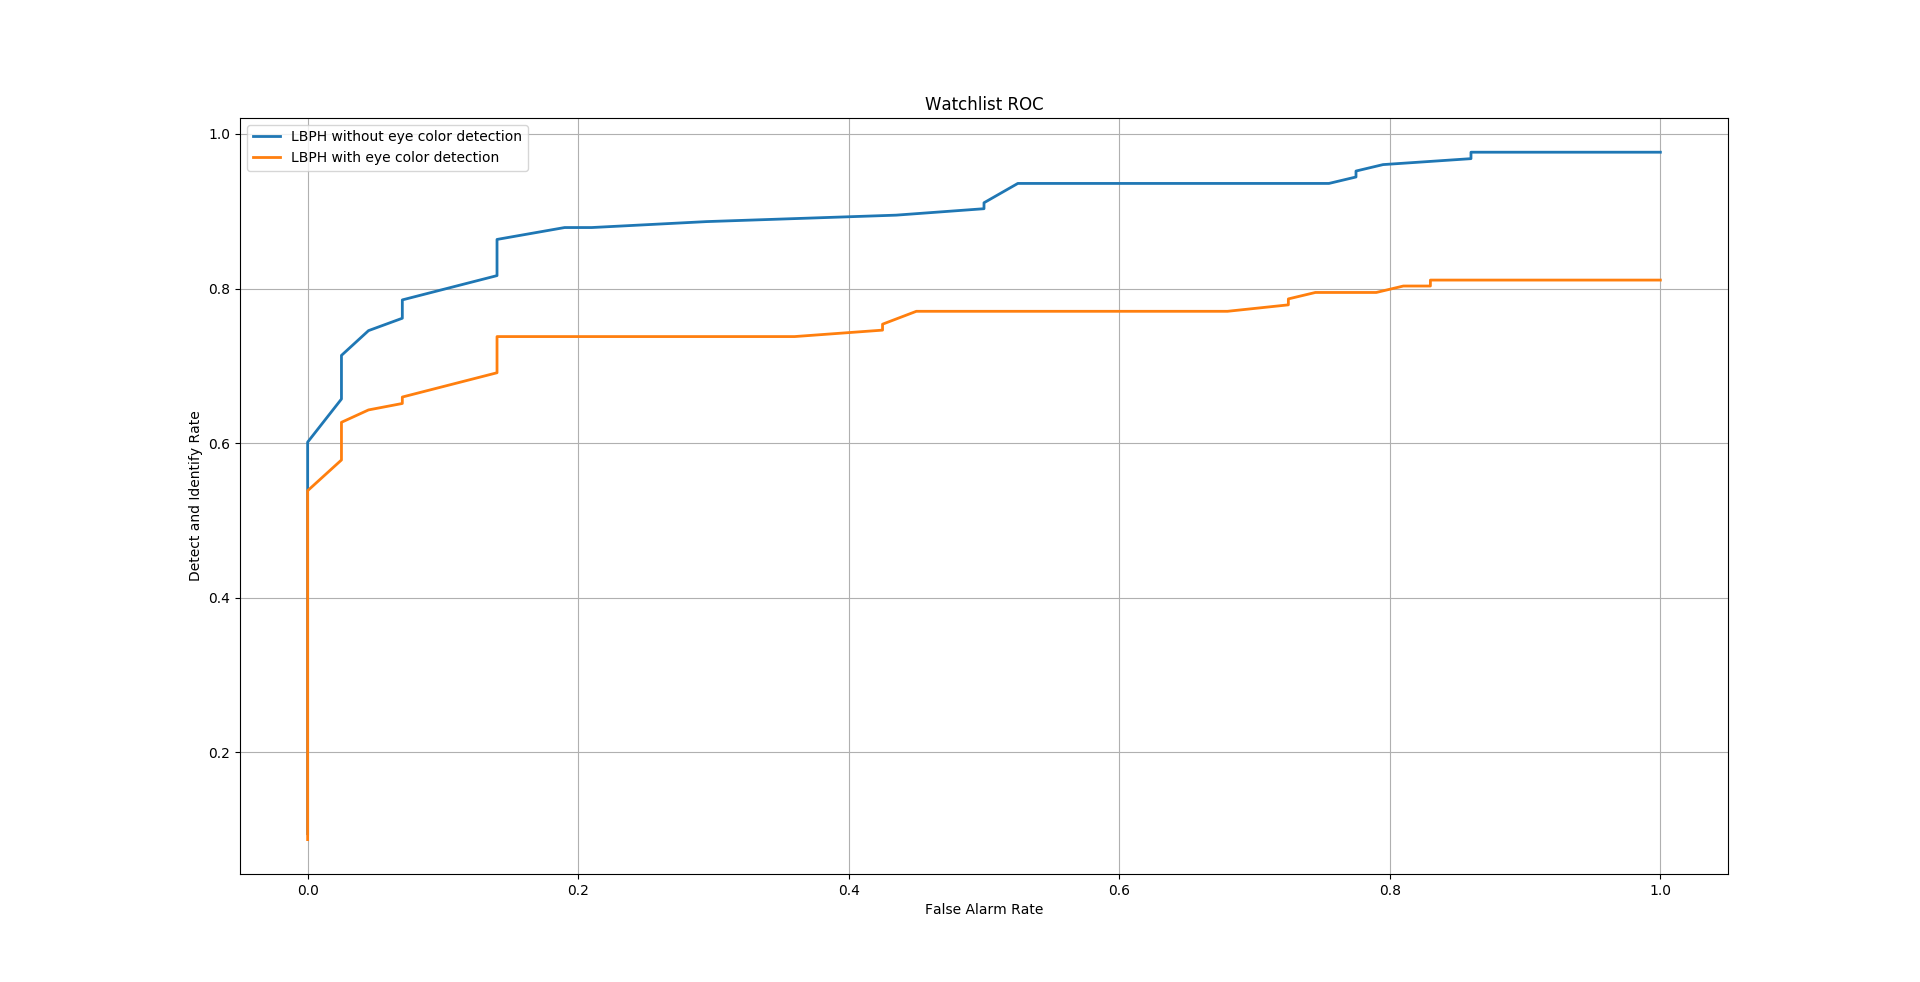 Watchlist ROC
LBPH without eye color detection
LBPH with eye color detection
1.0
0.8
0.6
0.4
0.2
Detect and Identify Rate
0.0
0.2
0.4
0.6
0.8
1.0
False Alarm Rate